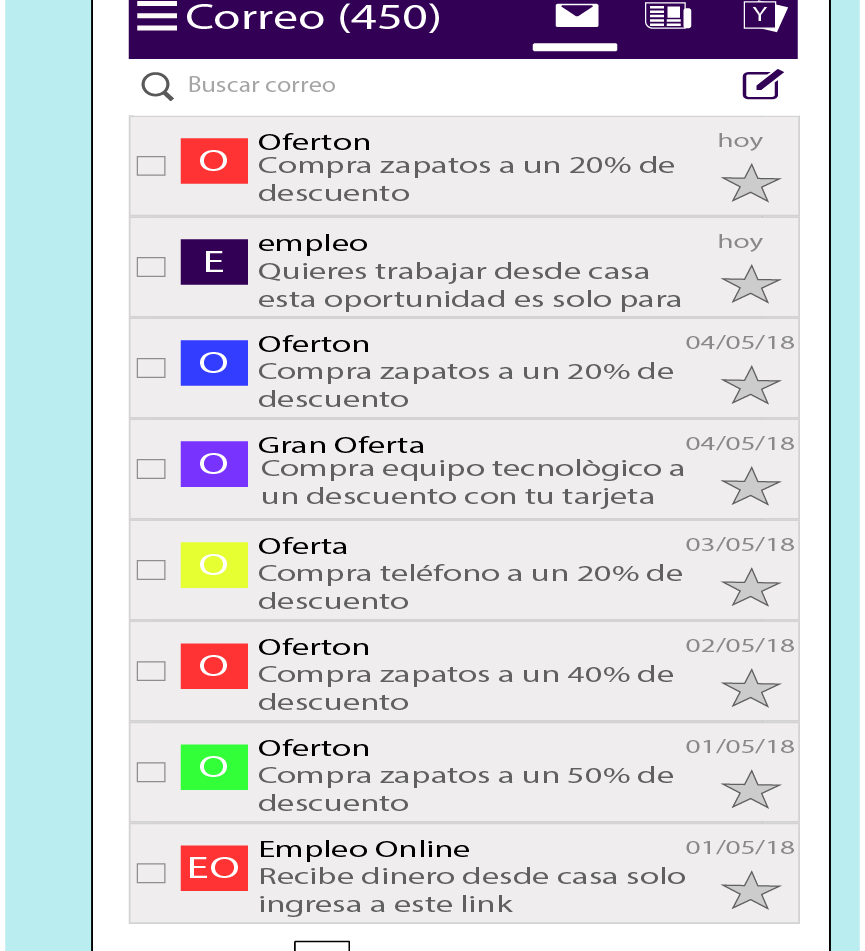 Correo (450)
Y
Buscar correo
O
Oferton
hoy
Compra zapatos a un 20% de
descuento
E
empleo
hoy
Quieres trabajar desde casa
esta oportunidad es solo para
O
Oferton
04/05/18
Compra zapatos a un 20% de
descuento
O
Gran Oferta
04/05/18
Compra equipo tecnològico a
un descuento con tu tarjeta
O
Oferta
03/05/18
Compra teléfono a un 20% de
descuento
O
Oferton
02/05/18
Compra zapatos a un 40% de
descuento
O
Oferton
01/05/18
Compra zapatos a un 50% de
descuento
EO
Empleo Online
01/05/18
Recibe dinero desde casa solo
ingresa a este link